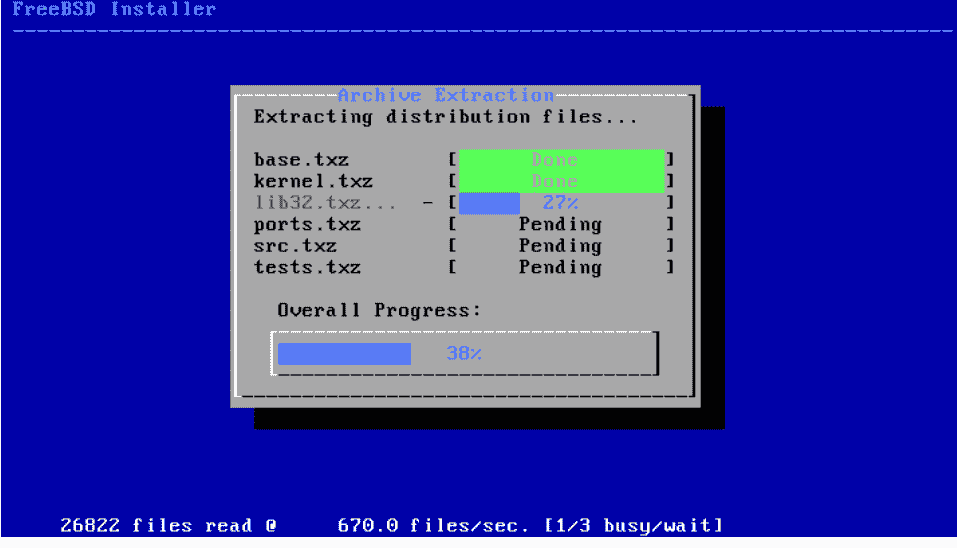 FreeBSD Installer
Archive Extraction
Extracting distribution files...
base.txz [ Done ]
kernel.txz [ Done ]
lib32.txz... - [ 27% ]
ports.txz [ Pending ]
src.txz [ Pending ]
tests.txz [ Pending ]
Overall Progress:
38%
26822 files read @ 670.0 files/sec. [1/3 busy/wait]